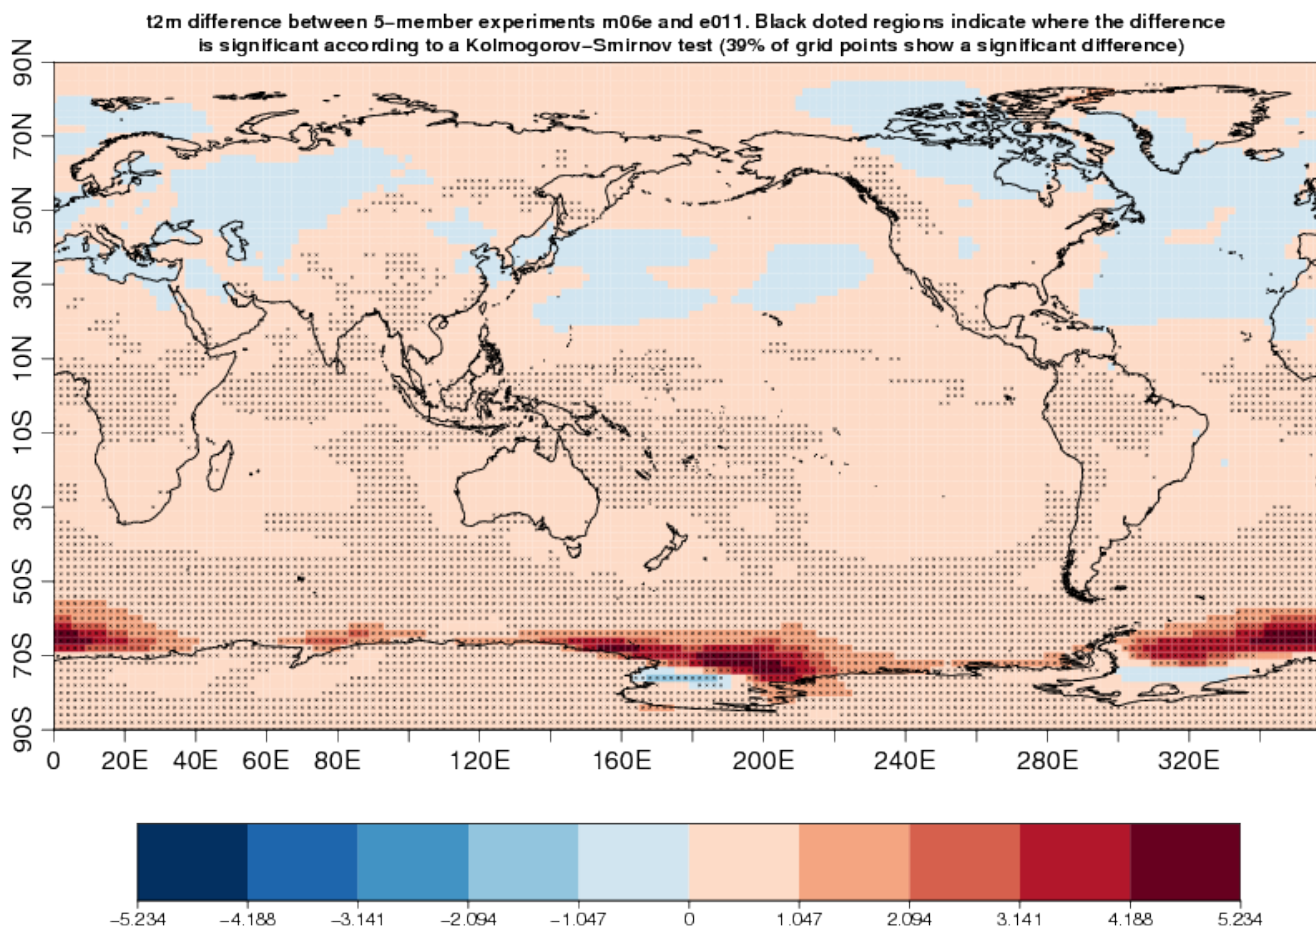 t2m difference between 5−member experiments m06e and e011. Black doted regions indicate where the difference
is significant according to a Kolmogorov−Smirnov test (39% of grid points show a significant difference)
90N
70N
50N
30N
10N
10S
30S
50S
70S
90S
0 20E 40E 60E 80E 120E 160E 200E 240E 280E 320E
−5.234 −4.188 −3.141 −2.094 −1.047 0 1.047 2.094 3.141 4.188 5.234